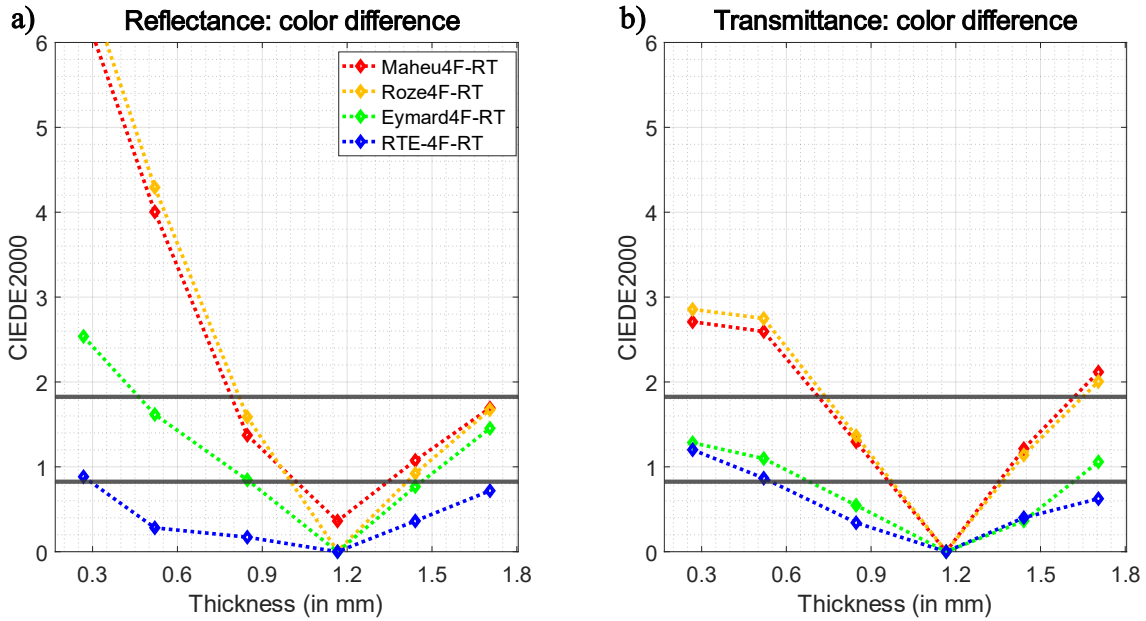 a) Reflectance: color difference
6
5
4
3
2
1
0
CIEDE2000
Maheu4F-RT
Roze4F-RT
Eymard4F-RT
RTE-4F-RT
0.3 0.6 0.9 1.2 1.5 1.8
Thickness (in mm)
b) Transmittance: color difference
6
5
4
3
2
1
0
CIEDE2000
0.3 0.6 0.9 1.2 1.5 1.8
Thickness (in mm)